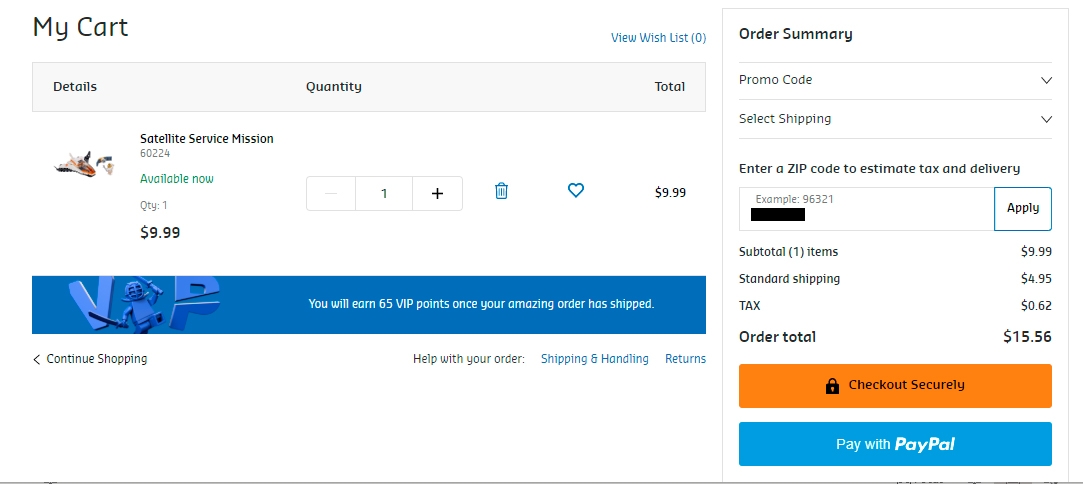 My Cart
View Wish List (0)
Details Quantity Total
Satellite Service Mission
60224
Available now
Qty: 1
$9.99
1
$9.99
VIP
You will earn 65 VIP points once your amazing order has shipped.
Continue Shopping
Help with your order: Shipping & Handling Returns
Order Summary
Promo Code
Select Shipping
Enter a ZIP code to estimate tax and delivery
Example: 96321
Apply
Subtotal (1) items $9.99
Standard shipping $4.95
TAX $0.62
Order total $15.56
Checkout Securely
Pay with PayPal